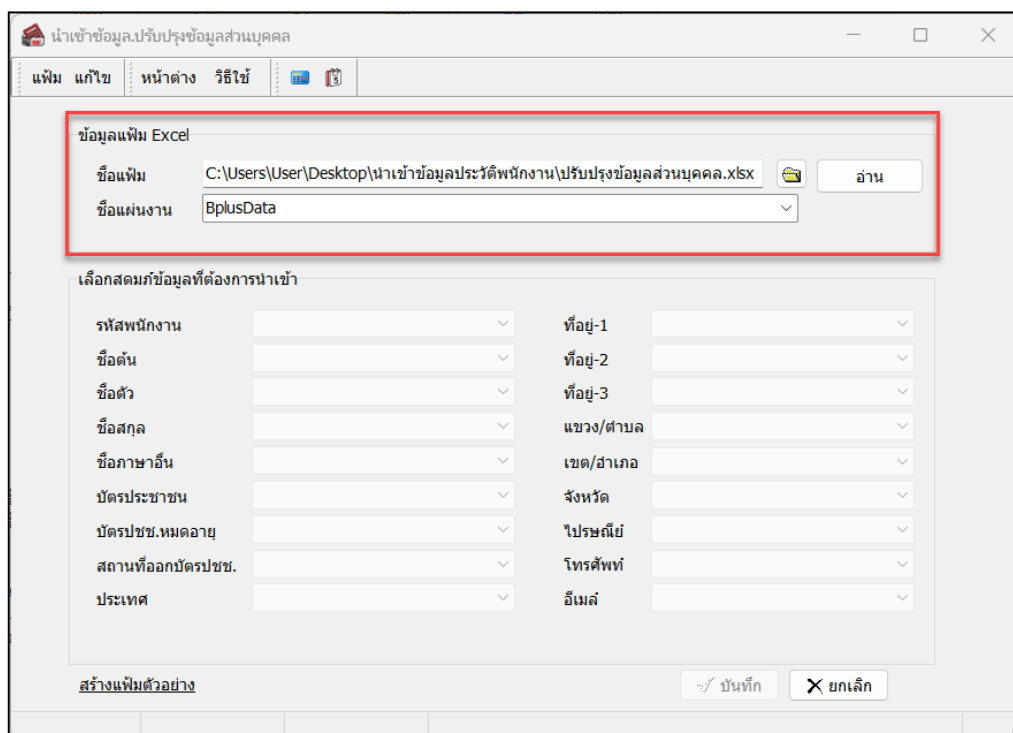 นำเข้าข้อมูล.ปรับปรุงข้อมูลส่วนบุคคล
แฟ้ม แก้ไข หน้าต่าง วิธีใช้
ข้อมูลแฟ้ม Excel
ชื่อแฟ้ม C:\Users\User\Desktop\นำเข้าข้อมูลประวัติพนักงาน\ปรับปรุงข้อมูลส่วนบุคคล.xlsx อ่าน
ชื่อแผ่นงาน BplusData
เลือกสดมภ์ข้อมูลที่ต้องการนำเข้า
รหัสพนักงาน ที่อยู่-1
ชื่อต้น ที่อยู่-2
ชื่อตัว ที่อยู่-3
ชื่อสกุล แขวง/ตำบล
ชื่อภาษาอื่น เขต/อำเภอ
บัตรประชาชน จังหวัด
บัตรปชช.หมดอายุ ไปรษณีย์
สถานที่ออกบัตรปชช. โทรศัพท์
ประเทศ อีเมล์
สร้างแฟ้มตัวอย่าง บันทึก ยกเลิก